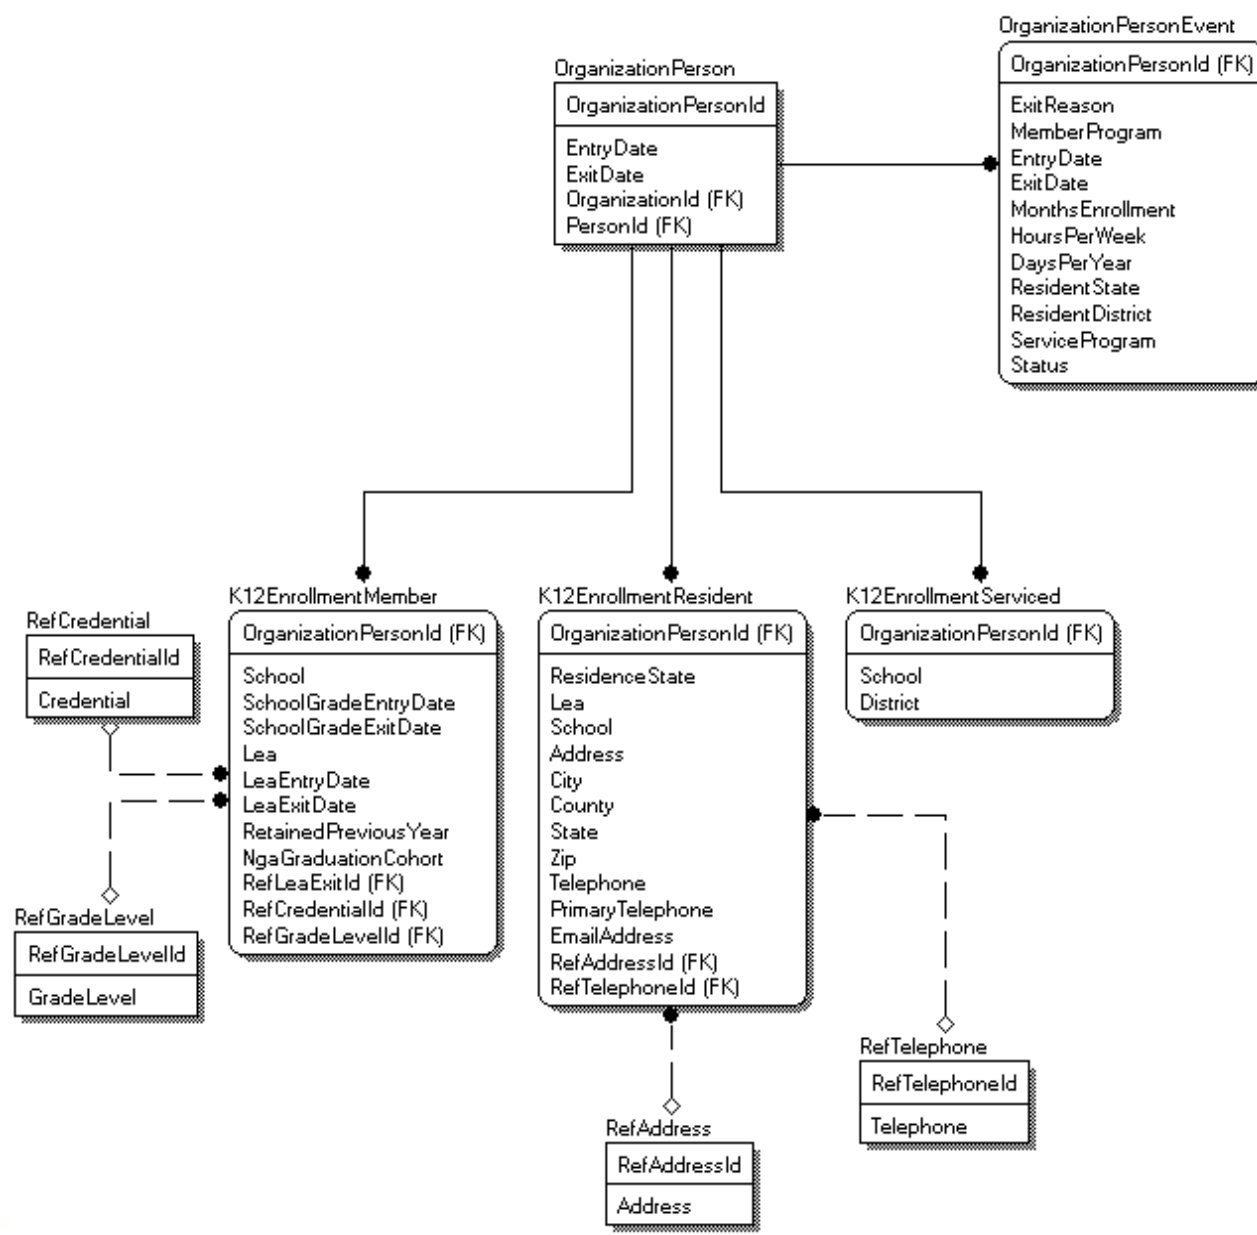 OrganizationPersonEvent
OrganizationPersonId (FK)
ExitReason
MemberProgram
EntryDate
ExitDate
MonthsEnrollment
HoursPerWeek
DaysPerYear
ResidentState
ResidentDistrict
ServiceProgram
Status
OrganizationPerson
OrganizationPersonId
EntryDate
ExitDate
OrganizationId (FK)
PersonId (FK)
K12EnrollmentMember
OrganizationPersonId (FK)
School
SchoolGradeEntryDate
SchoolGradeExitDate
Lea
LeaEntryDate
LeaExitDate
RetainedPreviousYear
NgaGraduationCohort
RefLeaExitId (FK)
RefCredentialId (FK)
RefGradeLevelId (FK)
K12EnrollmentResident
OrganizationPersonId (FK)
ResidenceState
Lea
School
Address
City
County
State
Zip
Telephone
PrimaryTelephone
EmailAddress
RefAddressId (FK)
RefTelephoneId (FK)
K12EnrollmentServiced
OrganizationPersonId (FK)
School
District
RefCredential
RefCredentialId
Credential
RefGradeLevel
RefGradeLevelId
GradeLevel
RefTelephone
RefTelephoneId
Telephone
RefAddress
RefAddressId
Address